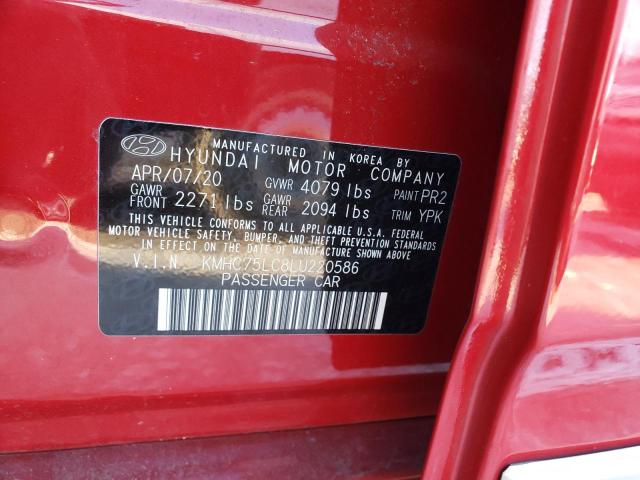 MANUFACTURED IN KOREA BY
HYUNDAI MOTOR COMPANY
APR/07/20 GVWR 4079 lbs PAINT PR2
GAWR FRONT 2271 lbs GAWR REAR 2094 lbs TRIM YPK
THIS VEHICLE CONFORMS TO ALL APPLICABLE U.S.A. FEDERAL
MOTOR VEHICLE SAFETY, BUMPER, AND THEFT PREVENTION
STANDARDS IN EFFECT ON THE DATE OF MANUFACTURE SHOWN ABOVE.
V.I.N. KMHC75LC8LU220586
PASSENGER CAR